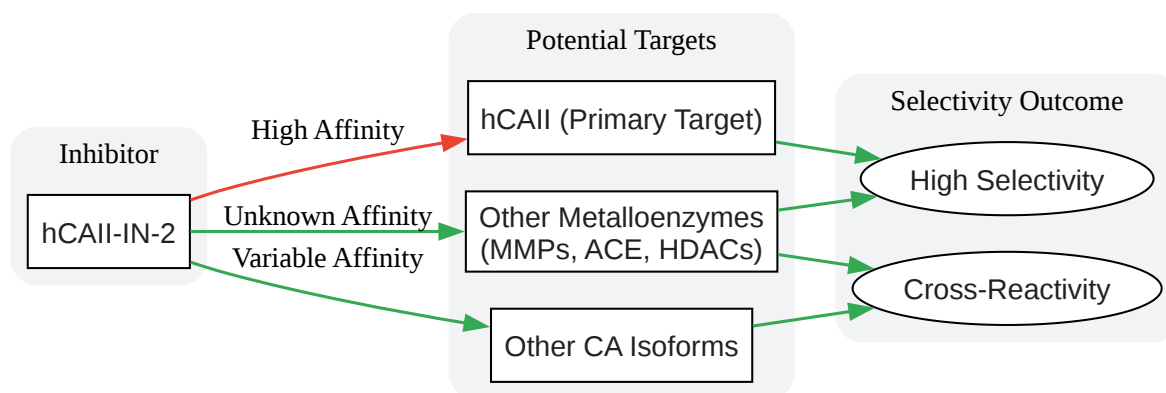 Inhibitor
hCAII-IN-2
High Affinity
Unknown Affinity
Variable Affinity
Potential Targets
hCAII (Primary Target)
Other Metalloenzymes
(MMPs, ACE, HDACs)
Other CA Isoforms
Selectivity Outcome
High Selectivity
Cross-Reactivity